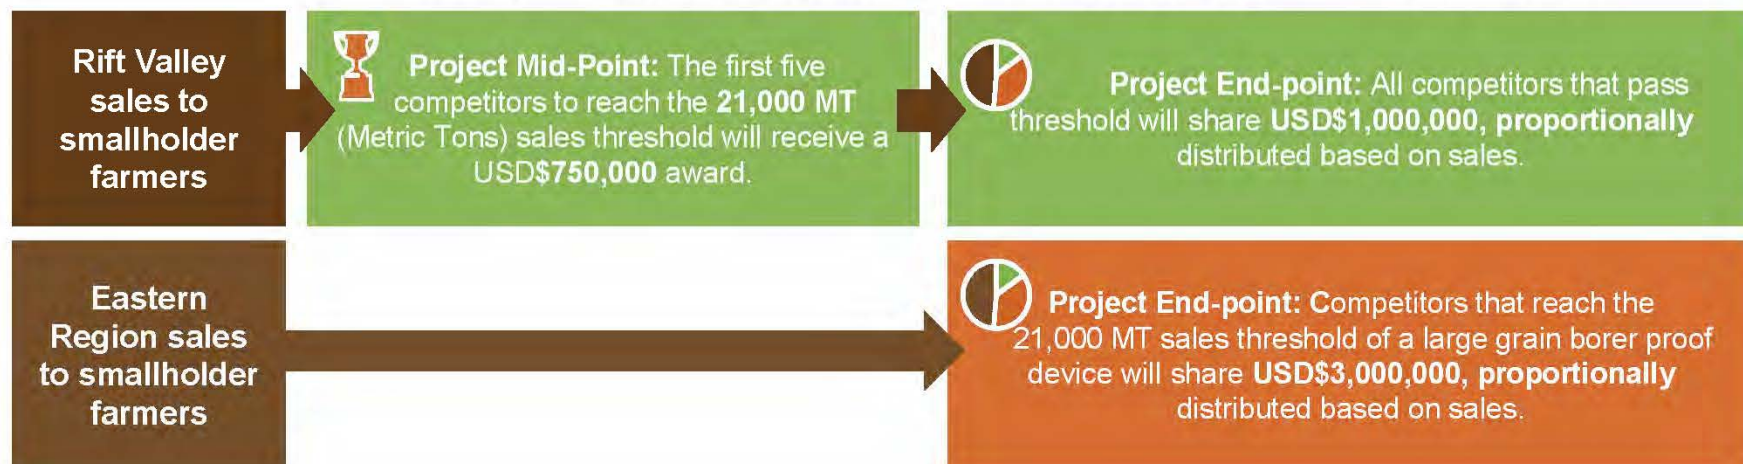 Rift Valley
sales to
smallholder
farmers
Project Mid-Point: The first five
competitors to reach the 21,000 MT
(Metric Tons) sales threshold will receive a
USD$750,000 award.
Project End-point: All competitors that pass
threshold will share USD$1,000,000, proportionally
distributed based on sales.
Eastern
Region sales
to smallholder
farmers
Project End-point: Competitors that reach the
21,000 MT sales threshold of a large grain borer proof
device will share USD$3,000,000, proportionally
distributed based on sales.